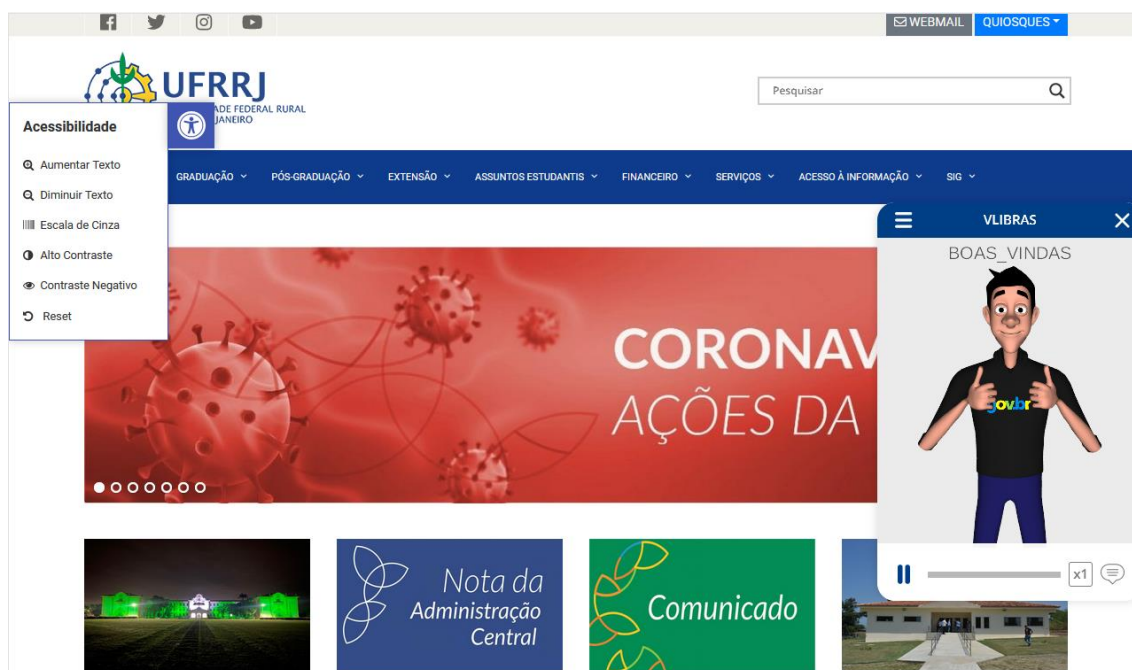 WEBMAIL
QUIOSQUES
UFRRJ
ADE FEDERAL RURAL
JANEIRO
Pesquisar
Acessibilidade
Aumentar Texto
Diminuir Texto
Escala de Cinza
Alto Contraste
Contraste Negativo
Reset
GRADUAÇÃO PÓS-GRADUAÇÃO EXTENSÃO ASSUNTOS ESTUDANTIS FINANCEIRO SERVIÇOS ACESSO À INFORMAÇÃO SIG
CORONAV
AÇÕES DA
VLIBRAS
BOAS_VINDAS
gov.br
x1
Nota da
Administração
Central
Comunicado